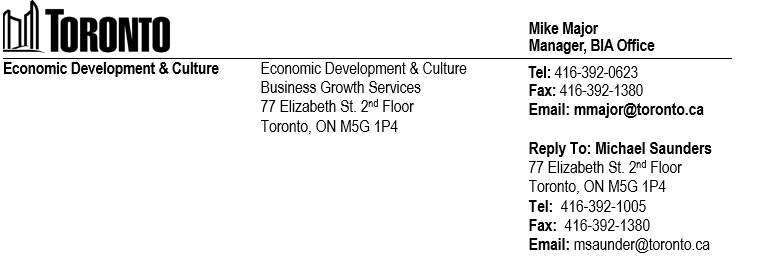 TORONTO
Mike Major
Manager, BIA Office
Economic Development & Culture
Economic Development & Culture
Business Growth Services
77 Elizabeth St. 2nd Floor
Toronto, ON M5G 1P4
Tel: 416-392-0623
Fax: 416-392-1380
Email: mmajor@toronto.ca
Reply To: Michael Saunders
77 Elizabeth St. 2nd Floor
Toronto, ON M5G 1P4
Tel: 416-392-1005
Fax: 416-392-1380
Email: msaunder@toronto.ca